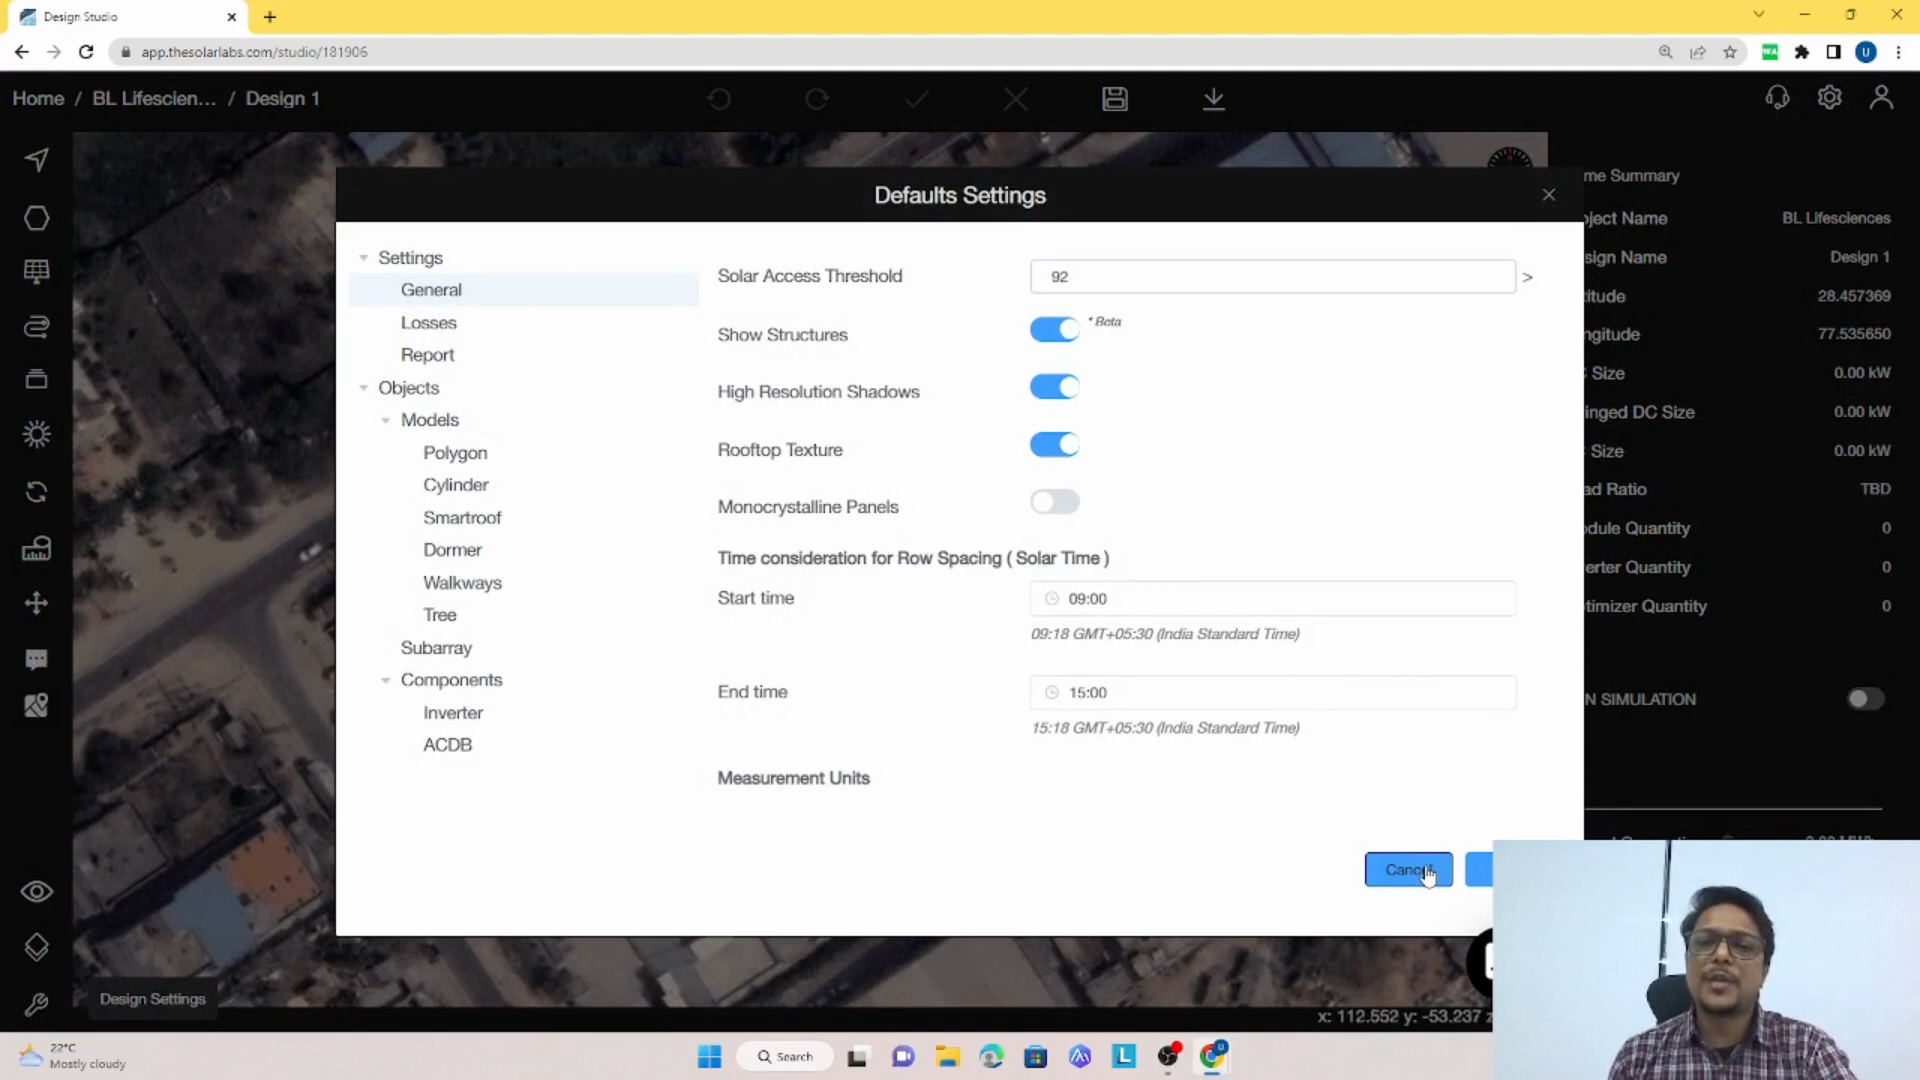 Design Studio
app.thesolarlabs.com/studio/181906
Home / BL Lifescien... / Design 1
Defaults Settings
Settings
General
Losses
Report
Objects
Models
Polygon
Cylinder
Smartroof
Dormer
Walkways
Tree
Subarray
Components
Inverter
ACDB
Solar Access Threshold 92 >
Show Structures * Beta
High Resolution Shadows
Rooftop Texture
Monocrystalline Panels
Time consideration for Row Spacing ( Solar Time )
Start time 09:00
09:18 GMT+05:30 (India Standard Time)
End time 15:00
15:18 GMT+05:30 (India Standard Time)
Measurement Units
me Summary
ject Name BL Lifesciences
sign Name Design 1
titude 28.457369
ngitude 77.535650
Size 0.00 kW
inged DC Size 0.00 kW
Size 0.00 kW
ad Ratio TBD
dule Quantity 0
erter Quantity 0
timizer Quantity 0
N SIMULATION
Design Settings
x: 112.552 y: -53.237 z
22°C
Mostly cloudy
Search